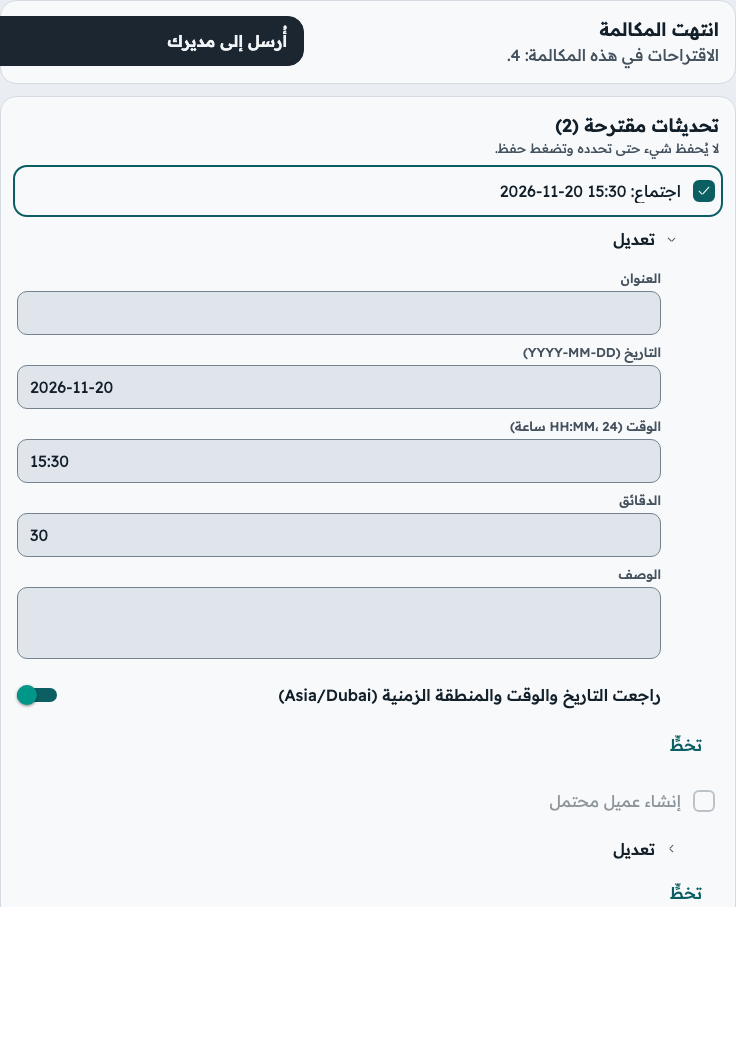 انتهت المكالمة
الاقتراحات في هذه المكالمة: 4.
أُرسل إلى مديرك
تحديثات مقترحة (2)
لا يُحفظ شيء حتى تحدده وتضغط حفظ.
اجتماع: 15:30 2026-11-20
تعديل
العنوان
التاريخ (YYYY-MM-DD)
2026-11-20
الوقت (HH:MM، 24 ساعة)
15:30
الدقائق
30
الوصف
راجعت التاريخ والوقت والمنطقة الزمنية (Asia/Dubai)
تخطٍّ
إنشاء عميل محتمل
تعديل
تخطٍّ